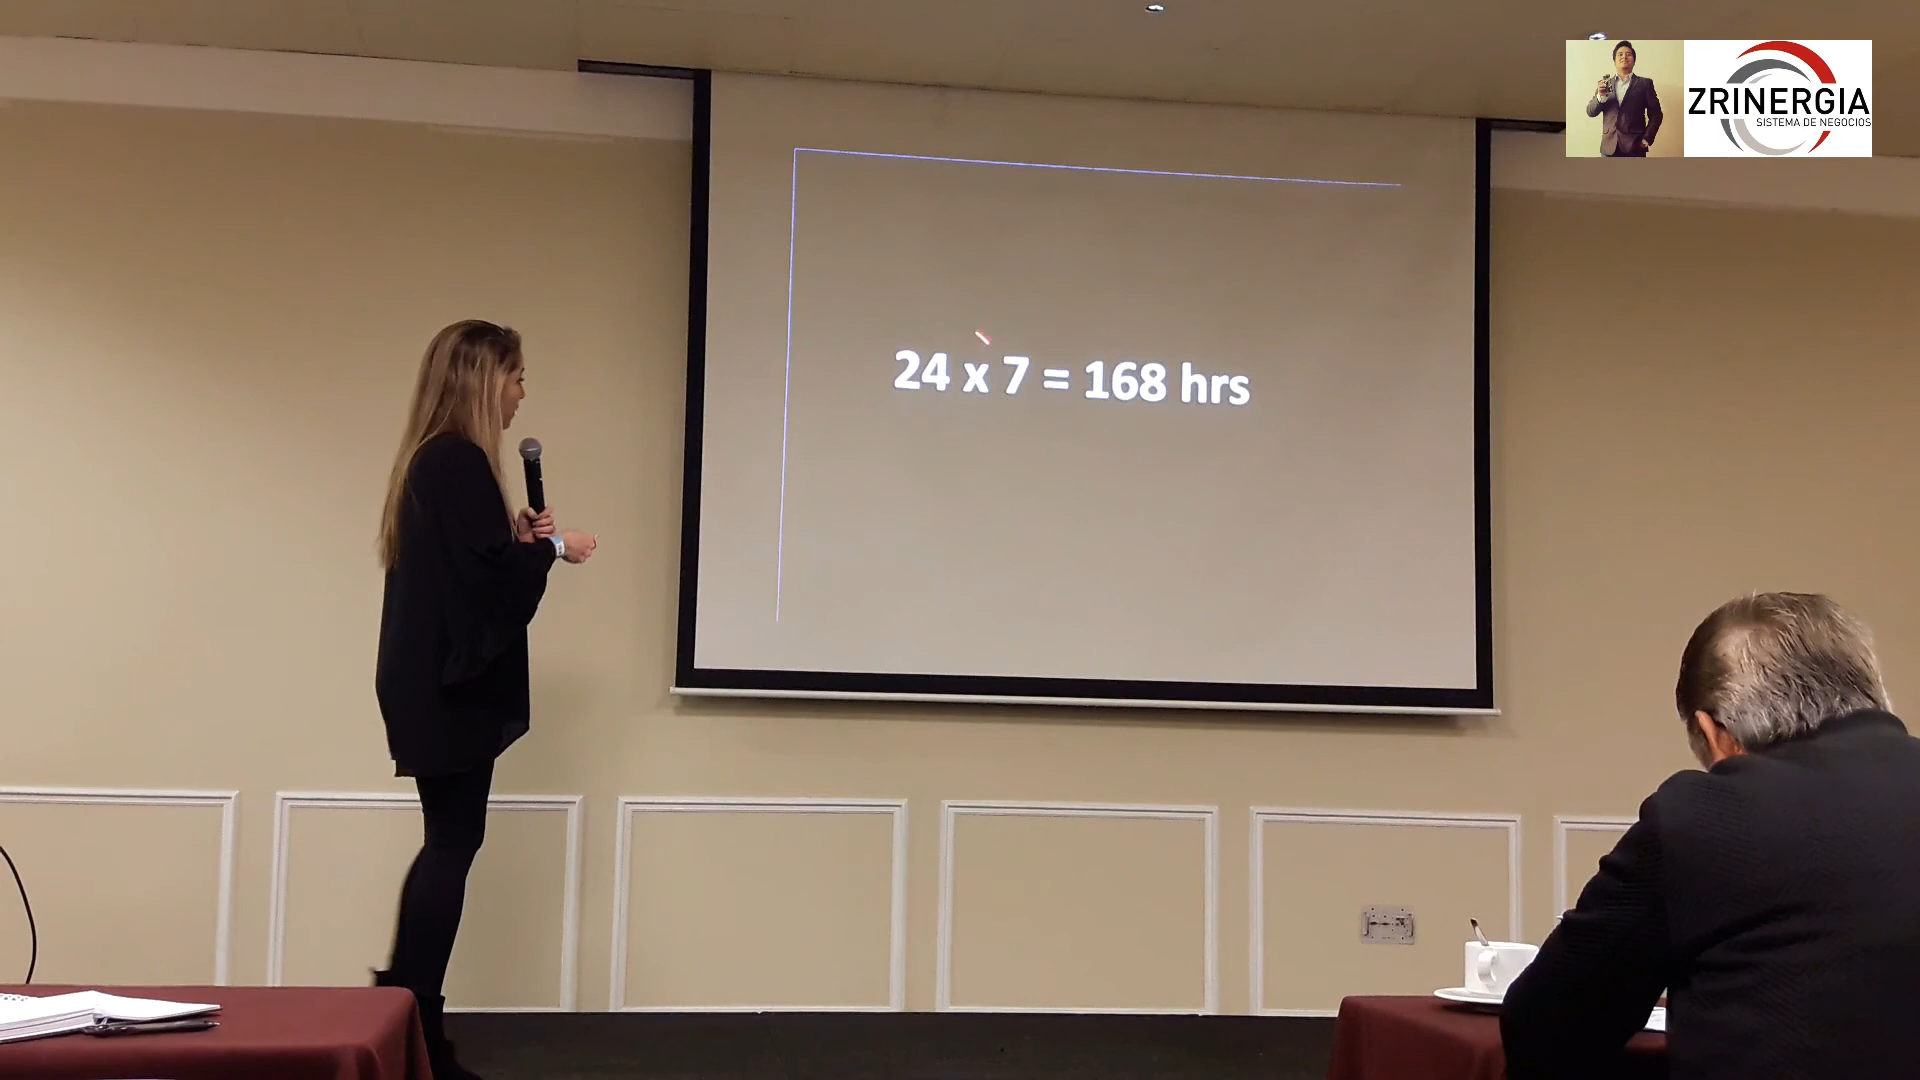 ZRINERGIA
SISTEMA DE NEGOCIOS
24 x 7 = 168 hrs